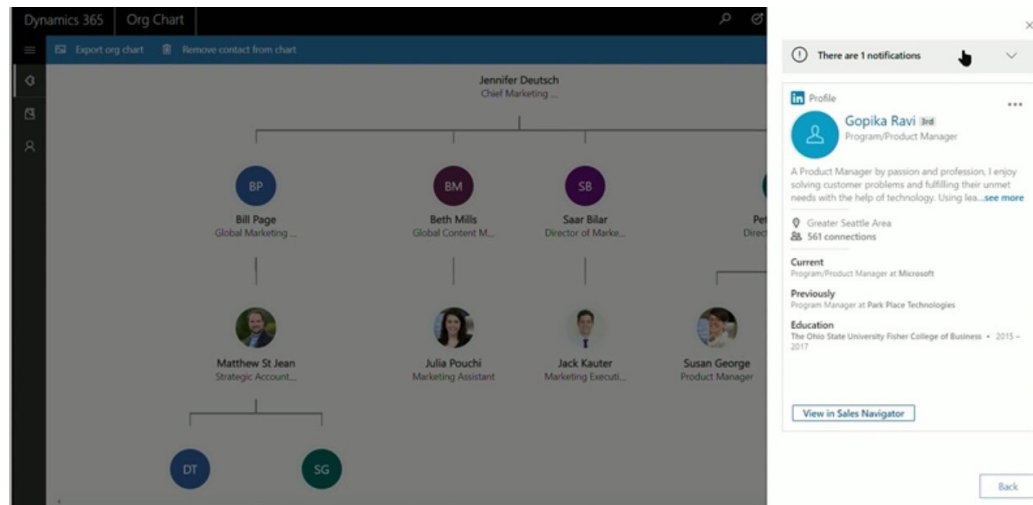 Dynamics 365 Org Chart
Export org chart Remove contact from chart
Jennifer Deutsch
Chief Marketing ...
BP
Bill Page
Global Marketing ...
BM
Beth Mills
Global Content M...
SB
Saar Bilar
Director of Marke...
Pet
Direct
Matthew St Jean
Strategic Account...
Julia Pouchi
Marketing Assistant
Jack Kauter
Marketing Executi...
Susan George
Product Manager
DT
SG
There are 1 notifications
in Profile
Gopika Ravi 3rd
Program/Product Manager
A Product Manager by passion and profession, I enjoy
solving customer problems and fulfilling their unmet
needs with the help of technology. Using lea...see more
Greater Seattle Area
561 connections
Current
Program/Product Manager at Microsoft
Previously
Program Manager at Park Place Technologies
Education
The Ohio State University Fisher College of Business • 2015 –
2017
View in Sales Navigator
Back